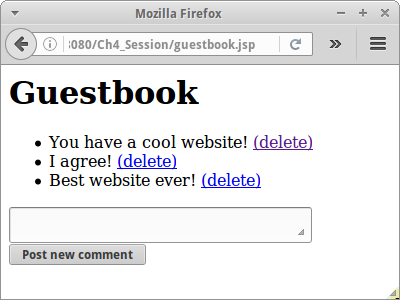 Mozilla Firefox
:8080/Ch4_Session/guestbook.jsp
Guestbook
You have a cool website! (delete)
I agree! (delete)
Best website ever! (delete)
Post new comment